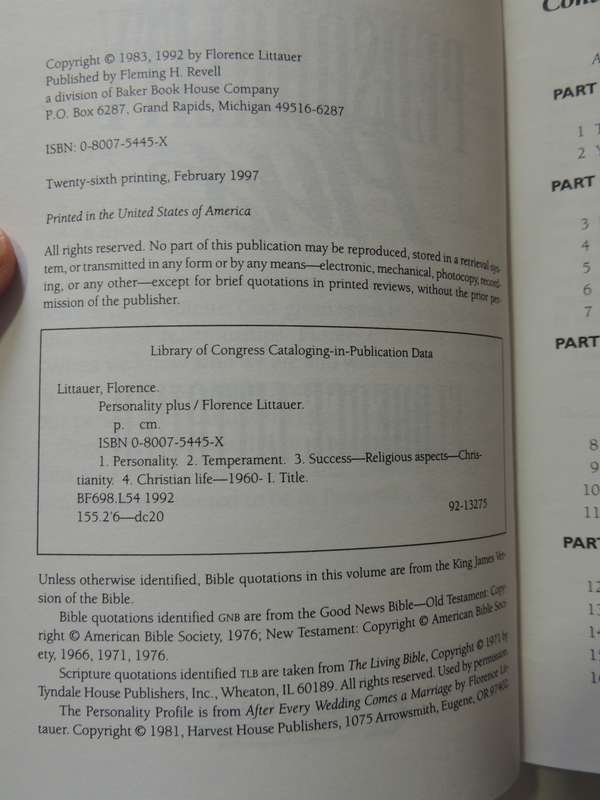 Copyright © 1983, 1992 by Florence Littauer
Published by Fleming H. Revell
a division of Baker Book House Company
P.O. Box 6287, Grand Rapids, Michigan 49516-6287
ISBN: 0-8007-5445-X
Twenty-sixth printing, February 1997
Printed in the United States of America
All rights reserved. No part of this publication may be reproduced, stored in a retrieval sys-
tem, or transmitted in any form or by any means—electronic, mechanical, photocopy, record-
ing, or any other—except for brief quotations in printed reviews, without the prior per-
mission of the publisher.
Library of Congress Cataloging-in-Publication Data
Littauer, Florence.
Personality plus / Florence Littauer.
p. cm.
ISBN 0-8007-5445-X
1. Personality. 2. Temperament. 3. Success—Religious aspects—Chris-
tianity. 4. Christian life—1960- I. Title.
BF698.L54 1992
155.2'6—dc20
92-13275
Unless otherwise identified, Bible quotations in this volume are from the King James Ver-
sion of the Bible.
Bible quotations identified GNB are from the Good News Bible—Old Testament: Copy-
right © American Bible Society, 1976; New Testament: Copyright © American Bible Soci-
ety, 1966, 1971, 1976.
Scripture quotations identified TLB are taken from The Living Bible, Copyright © 1971 by
Tyndale House Publishers, Inc., Wheaton, IL 60189. All rights reserved. Used by permission.
The Personality Profile is from After Every Wedding Comes a Marriage by Florence Lit-
tauer. Copyright © 1981, Harvest House Publishers, 1075 Arrowsmith, Eugene, OR 97402.
PART
1
2
PART
3
4
5
6
7
PART
8
9
10
11
PAR
12
13
14
15
16